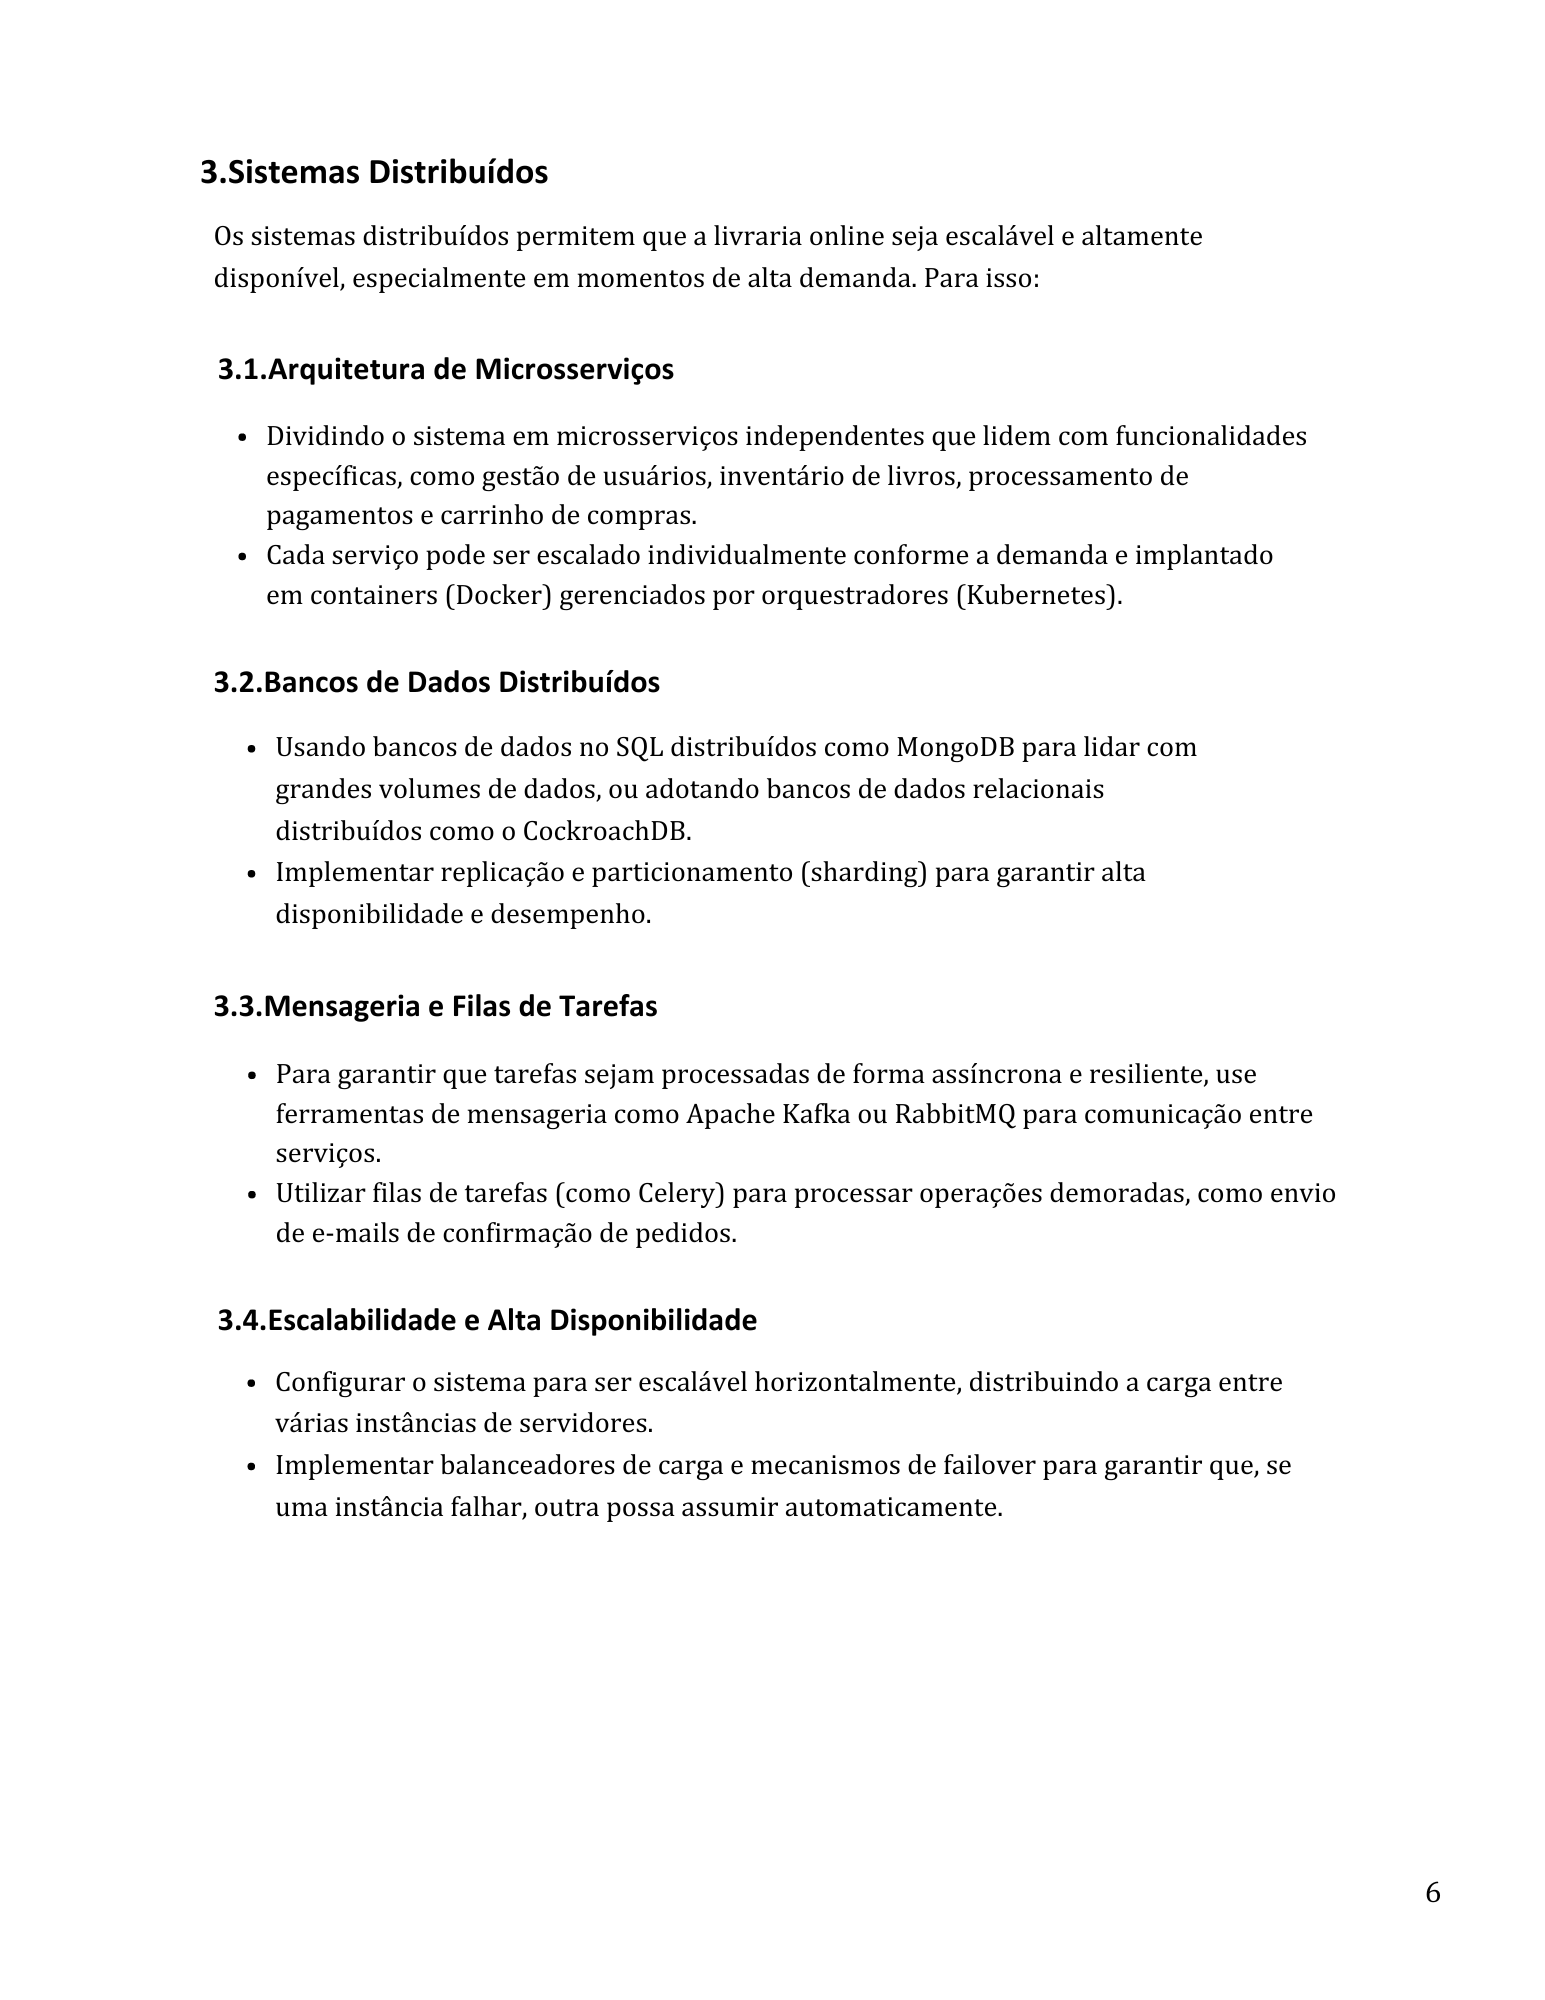 3.Sistemas Distribuídos
Os sistemas distribuídos permitem que a livraria online seja escalável e altamente
disponível, especialmente em momentos de alta demanda. Para isso:
3.1.Arquitetura de Microsserviços
• Dividindo o sistema em microsserviços independentes que lidem com funcionalidades
específicas, como gestão de usuários, inventário de livros, processamento de
pagamentos e carrinho de compras.
• Cada serviço pode ser escalado individualmente conforme a demanda e implantado
em containers (Docker) gerenciados por orquestradores (Kubernetes).
3.2.Bancos de Dados Distribuídos
• Usando bancos de dados no SQL distribuídos como MongoDB para lidar com
grandes volumes de dados, ou adotando bancos de dados relacionais
distribuídos como o CockroachDB.
• Implementar replicação e particionamento (sharding) para garantir alta
disponibilidade e desempenho.
3.3.Mensageria e Filas de Tarefas
• Para garantir que tarefas sejam processadas de forma assíncrona e resiliente, use
ferramentas de mensageria como Apache Kafka ou RabbitMQ para comunicação entre
serviços.
• Utilizar filas de tarefas (como Celery) para processar operações demoradas, como envio
de e-mails de confirmação de pedidos.
3.4.Escalabilidade e Alta Disponibilidade
• Configurar o sistema para ser escalável horizontalmente, distribuindo a carga entre
várias instâncias de servidores.
• Implementar balanceadores de carga e mecanismos de failover para garantir que, se
uma instância falhar, outra possa assumir automaticamente.
6